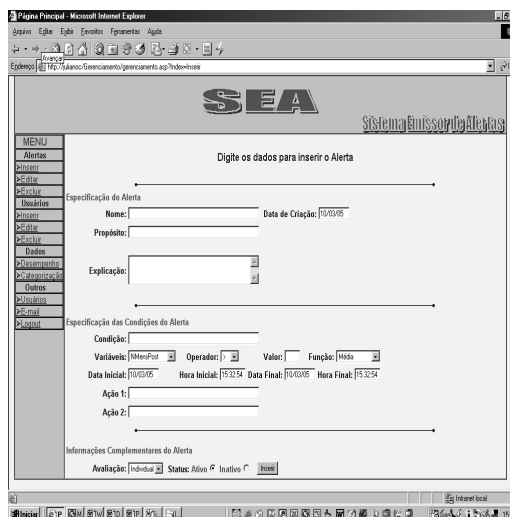 Página Principal - Microsoft Internet Explorer
Arquivo Editar Exibir Favoritos Ferramentas Ajuda
Avançar
Endereço http://julianoc/Gerenciamento/gerenciamento.asp?Index=Inserir
SEA
Sistema Emissor de Alertas
MENU
Alertas
>Inserir
>Editar
>Excluir
Usuários
>Inserir
>Editar
>Excluir
Dados
>Desempenho
>Categorização
Outros
>Usuários
>E-mail
>Logout
Digite os dados para inserir o Alerta
Especificação do Alerta
Nome: Data de Criação: 10/03/05
Propósito:
Explicação:
Especificação das Condições do Alerta
Condição:
Variáveis: NMensPost Operador: > Valor: Função: Média
Data Inicial: 10/03/05 Hora Inicial: 15:32:54 Data Final: 10/03/05 Hora Final: 15:32:54
Ação 1:
Ação 2:
Informações Complementares do Alerta
Avaliação: Individual Status: Ativo Inativo Inserir
Intranet local
Iniciar